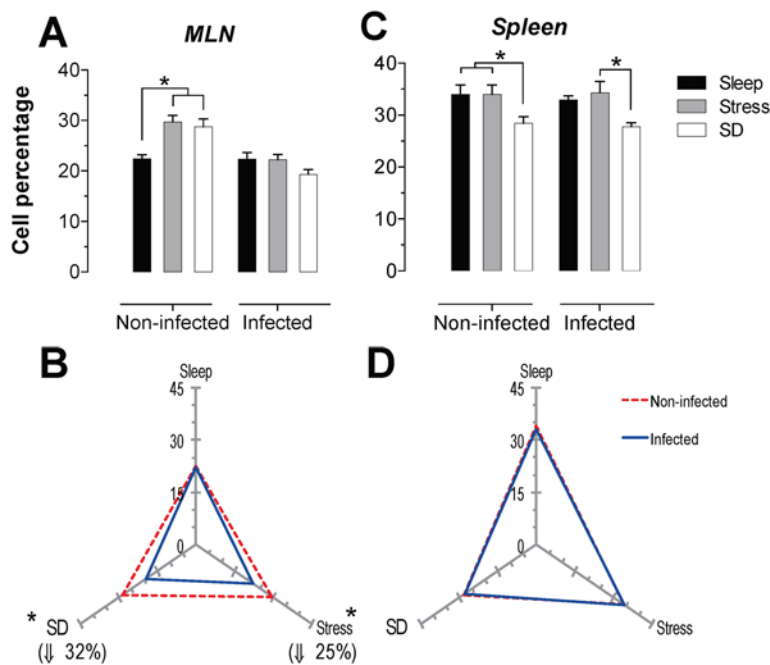 A
MLN
C
Spleen
Cell percentage
40
30
20
10
0
*
Non-infected
Infected
40
30
20
10
0
*
*
Non-infected
Infected
Sleep
Stress
SD
B
Sleep
45
30
15
0
* SD
(⇓ 32%)
Stress *
(⇓ 25%)
D
Sleep
45
30
15
0
SD
Stress
Non-infected
Infected